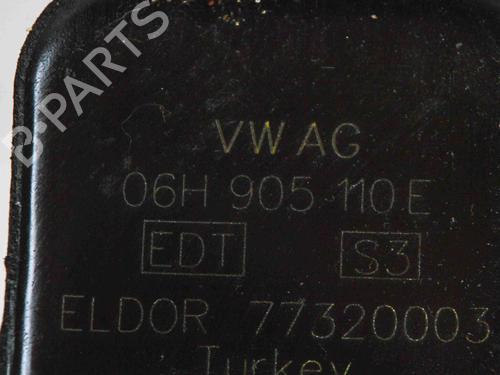 B-PARTS
VW AG
06H 905 110 E
EDT S3
ELDOR 77320003
Turkey